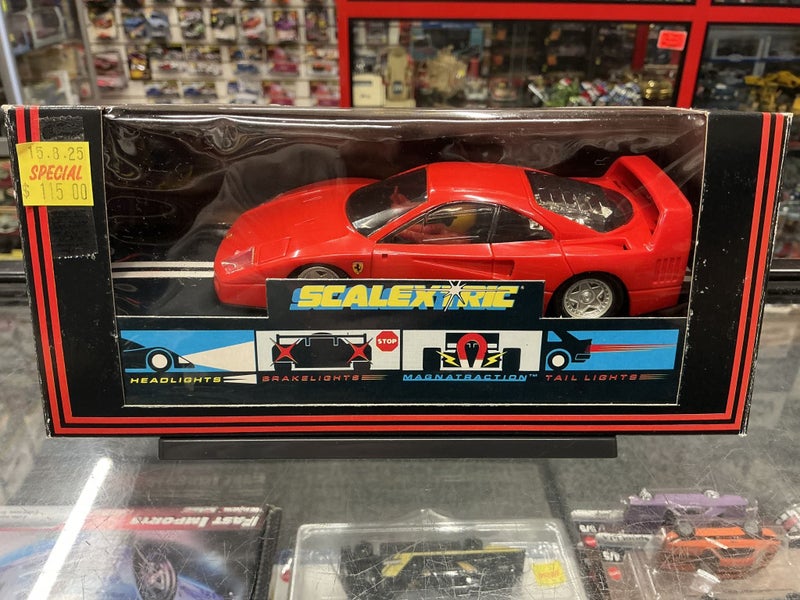 15.8.25
SPECIAL
$ 115 00
SCALEXTRIC
STOP
HEADLIGHTS
BRAKELIGHTS
MAGNATRACTION™
TAIL LIGHTS
FAST IMPORTS